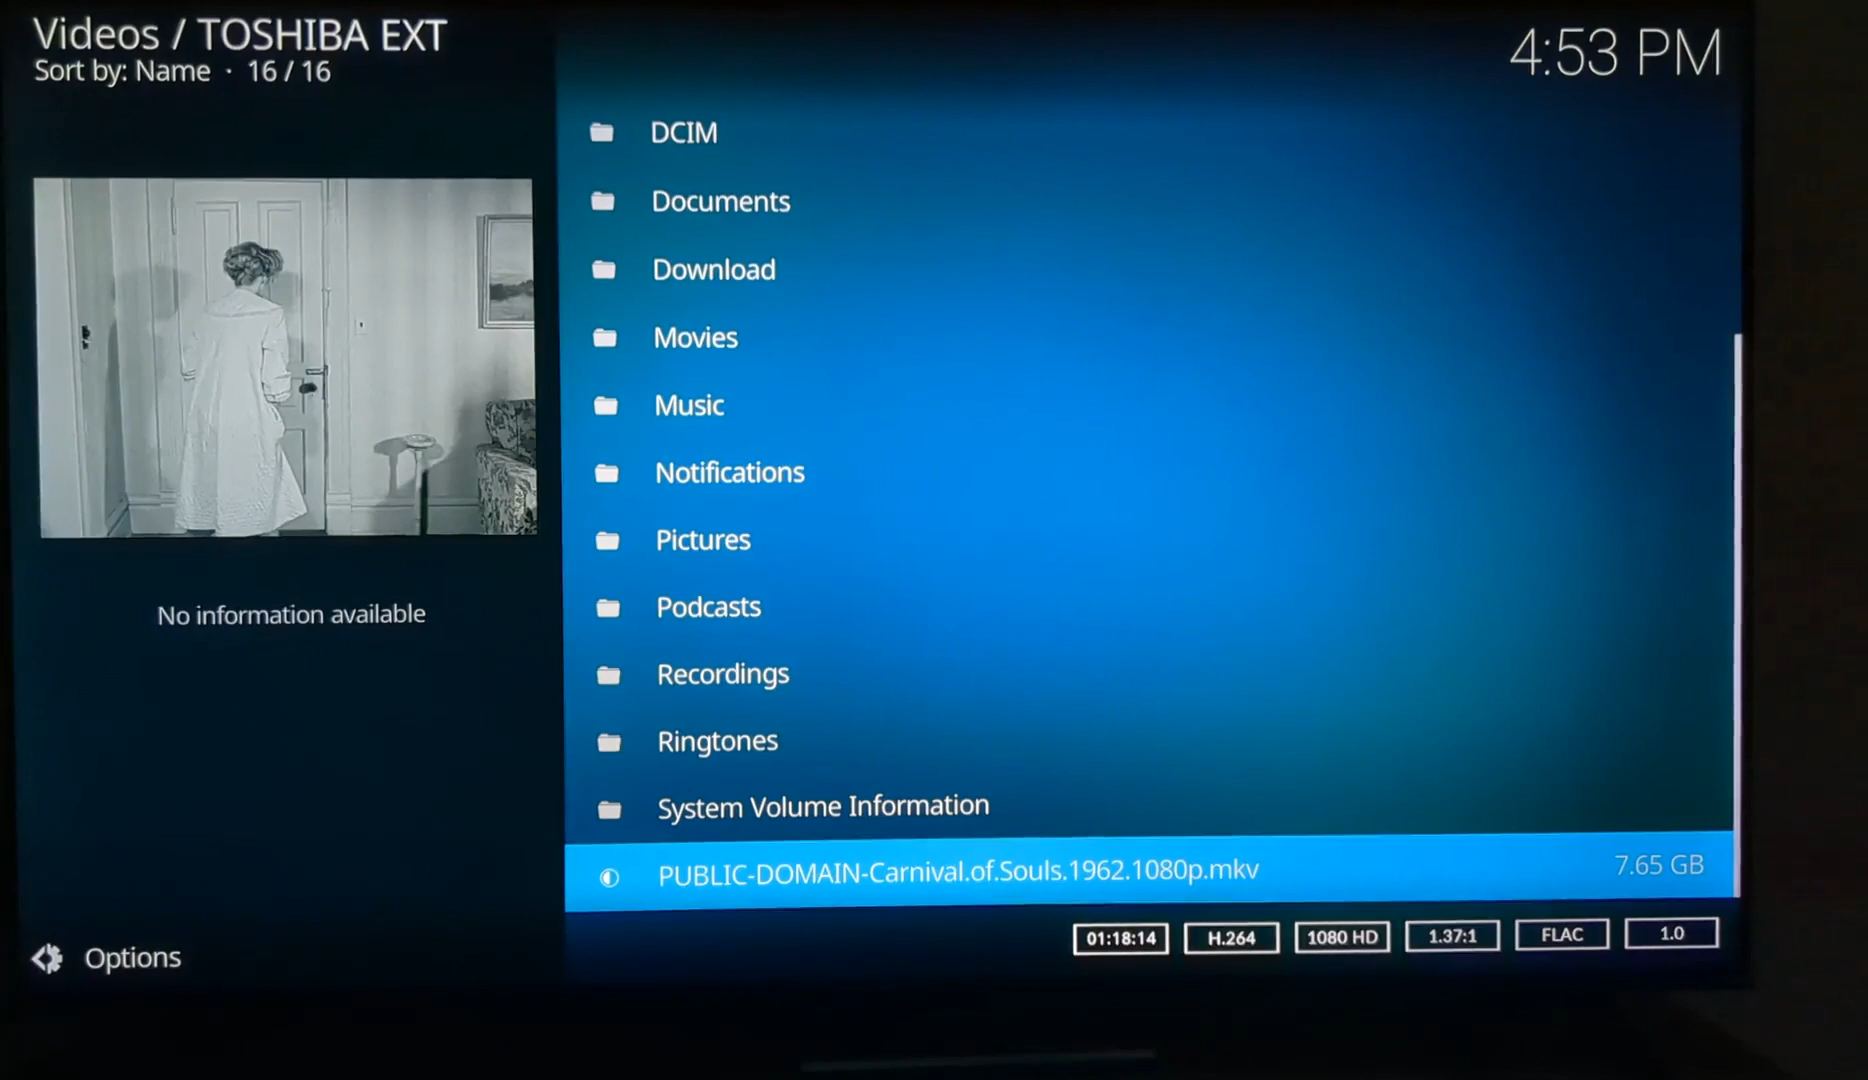 Videos / TOSHIBA EXT
Sort by: Name · 16 / 16
4:53 PM
DCIM
Documents
Download
Movies
Music
Notifications
Pictures
Podcasts
Recordings
Ringtones
System Volume Information
PUBLIC-DOMAIN-Carnival.of.Souls.1962.1080p.mkv 7.65 GB
No information available
01:18:14 H.264 1080 HD 1.37:1 FLAC 1.0
Options